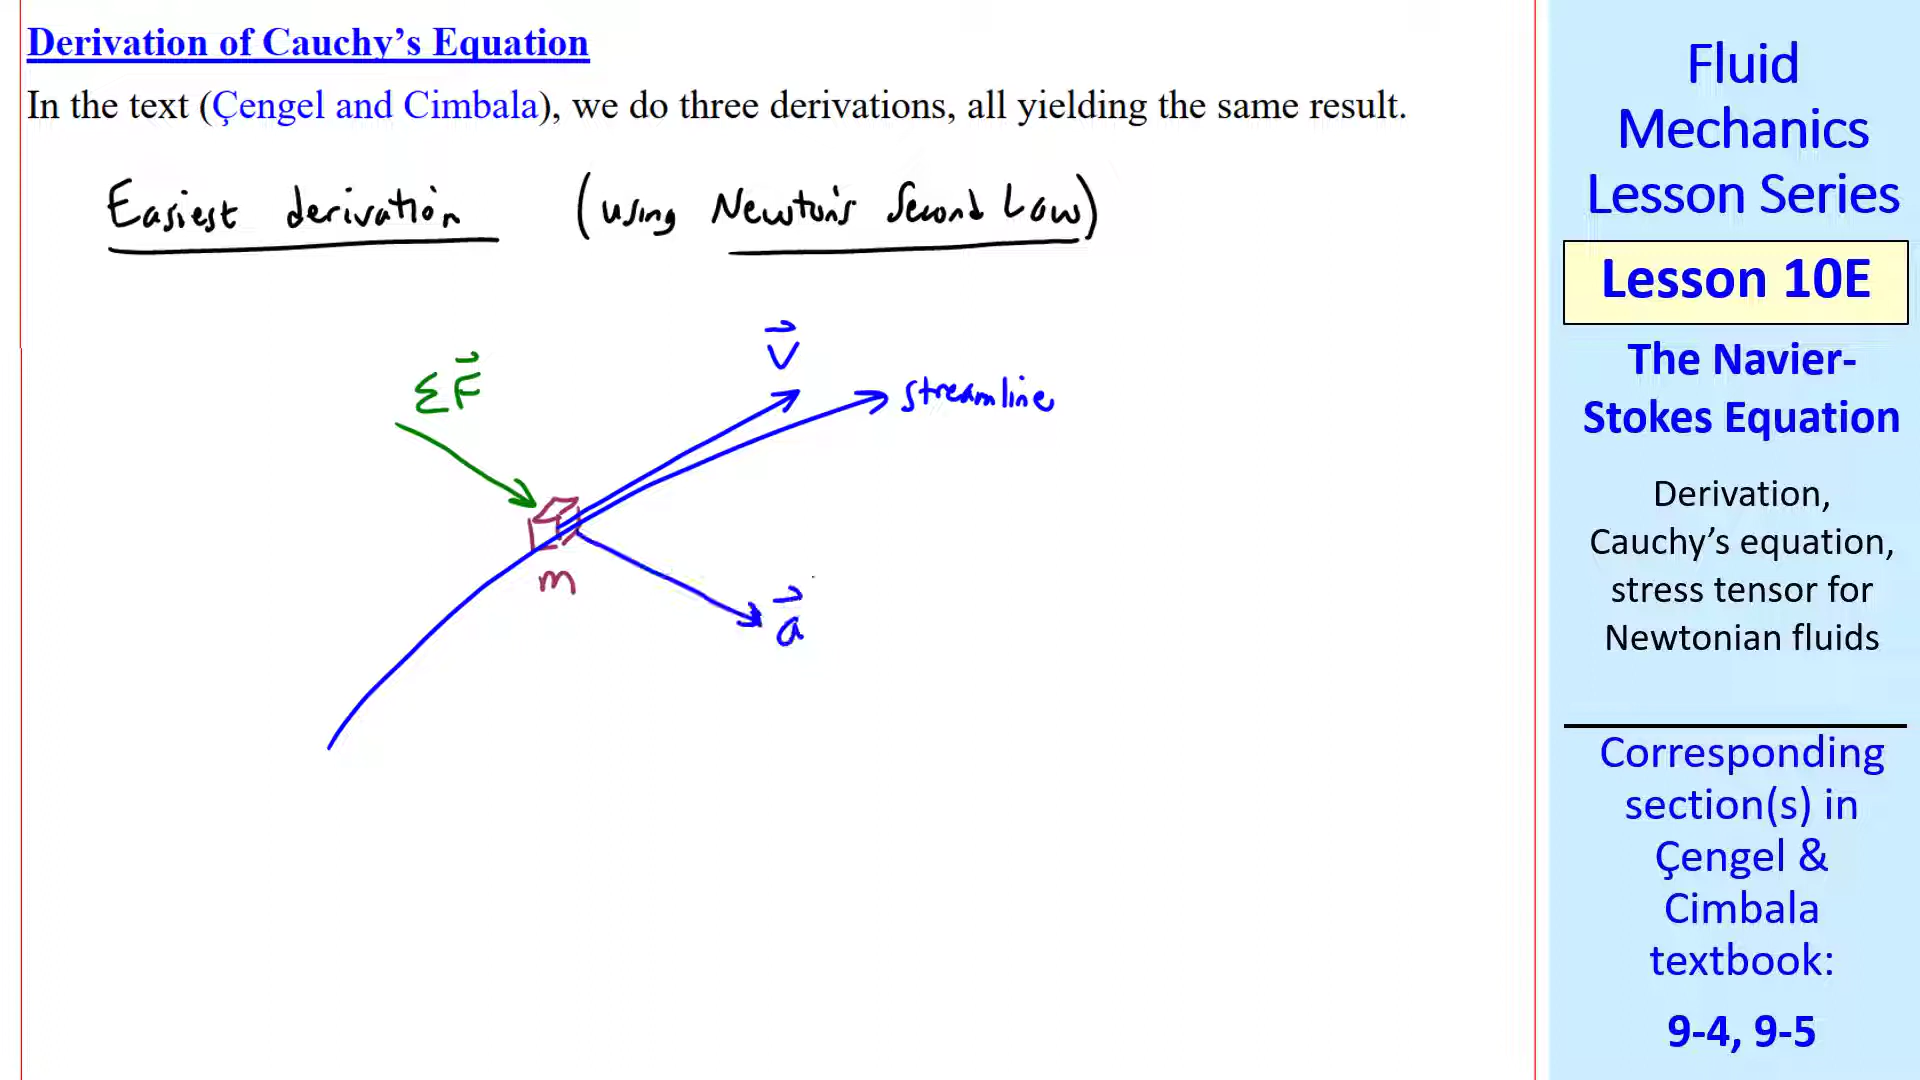 Derivation of Cauchy’s Equation
In the text (Çengel and Cimbala), we do three derivations, all yielding the same result.
Easiest derivation (using Newton's Second Law)
ΣF⃗
V⃗
streamline
m
a⃗
Fluid
Mechanics
Lesson Series
Lesson 10E
The Navier-
Stokes Equation
Derivation,
Cauchy’s equation,
stress tensor for
Newtonian fluids
Corresponding
section(s) in
Çengel &
Cimbala
textbook:
9-4, 9-5